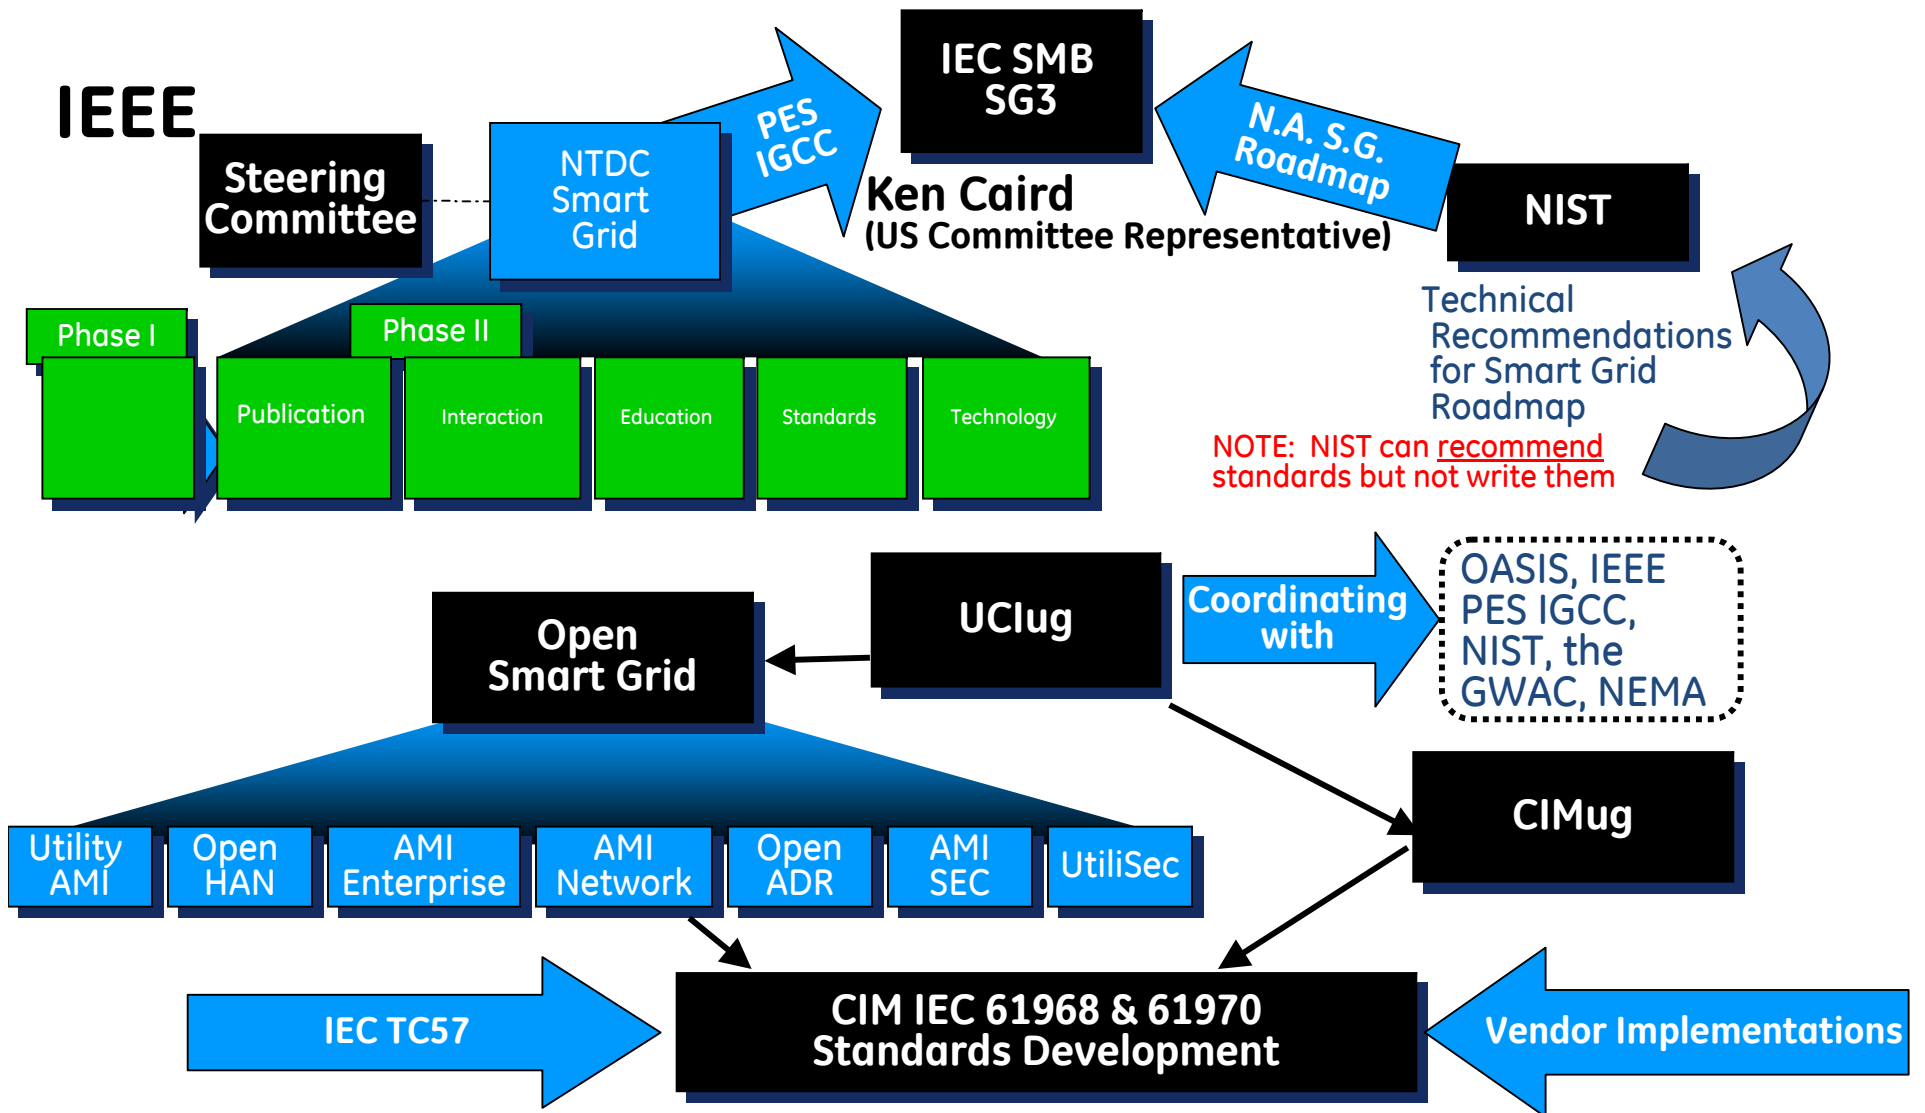 IEEE
Steering
Committee
NTDC
Smart
Grid
PES
IGCC
IEC SMB
SG3
N.A. S.G.
Roadmap
NIST
Ken Caird
(US Committee Representative)
Phase I
Phase II
Publication
Interaction
Education
Standards
Technology
Technical
Recommendations
for Smart Grid
Roadmap
NOTE: NIST can recommend
standards but not write them
Open
Smart Grid
UCIug
Coordinating
with
OASIS, IEEE
PES IGCC,
NIST, the
GWAC, NEMA
CIMug
Utility
AMI
Open
HAN
AMI
Enterprise
AMI
Network
Open
ADR
AMI
SEC
UtiliSec
IEC TC57
CIM IEC 61968 & 61970
Standards Development
Vendor Implementations